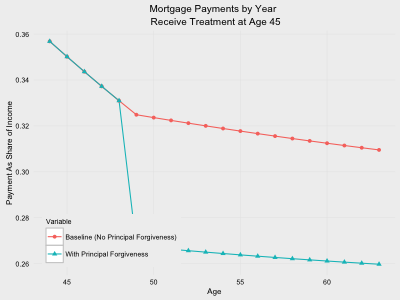 Mortgage Payments by Year
Receive Treatment at Age 45
Payment As Share of Income
0.36
0.34
0.32
0.30
0.28
0.26
Variable
Baseline (No Principal Forgiveness)
With Principal Forgiveness
45 50 55 60
Age